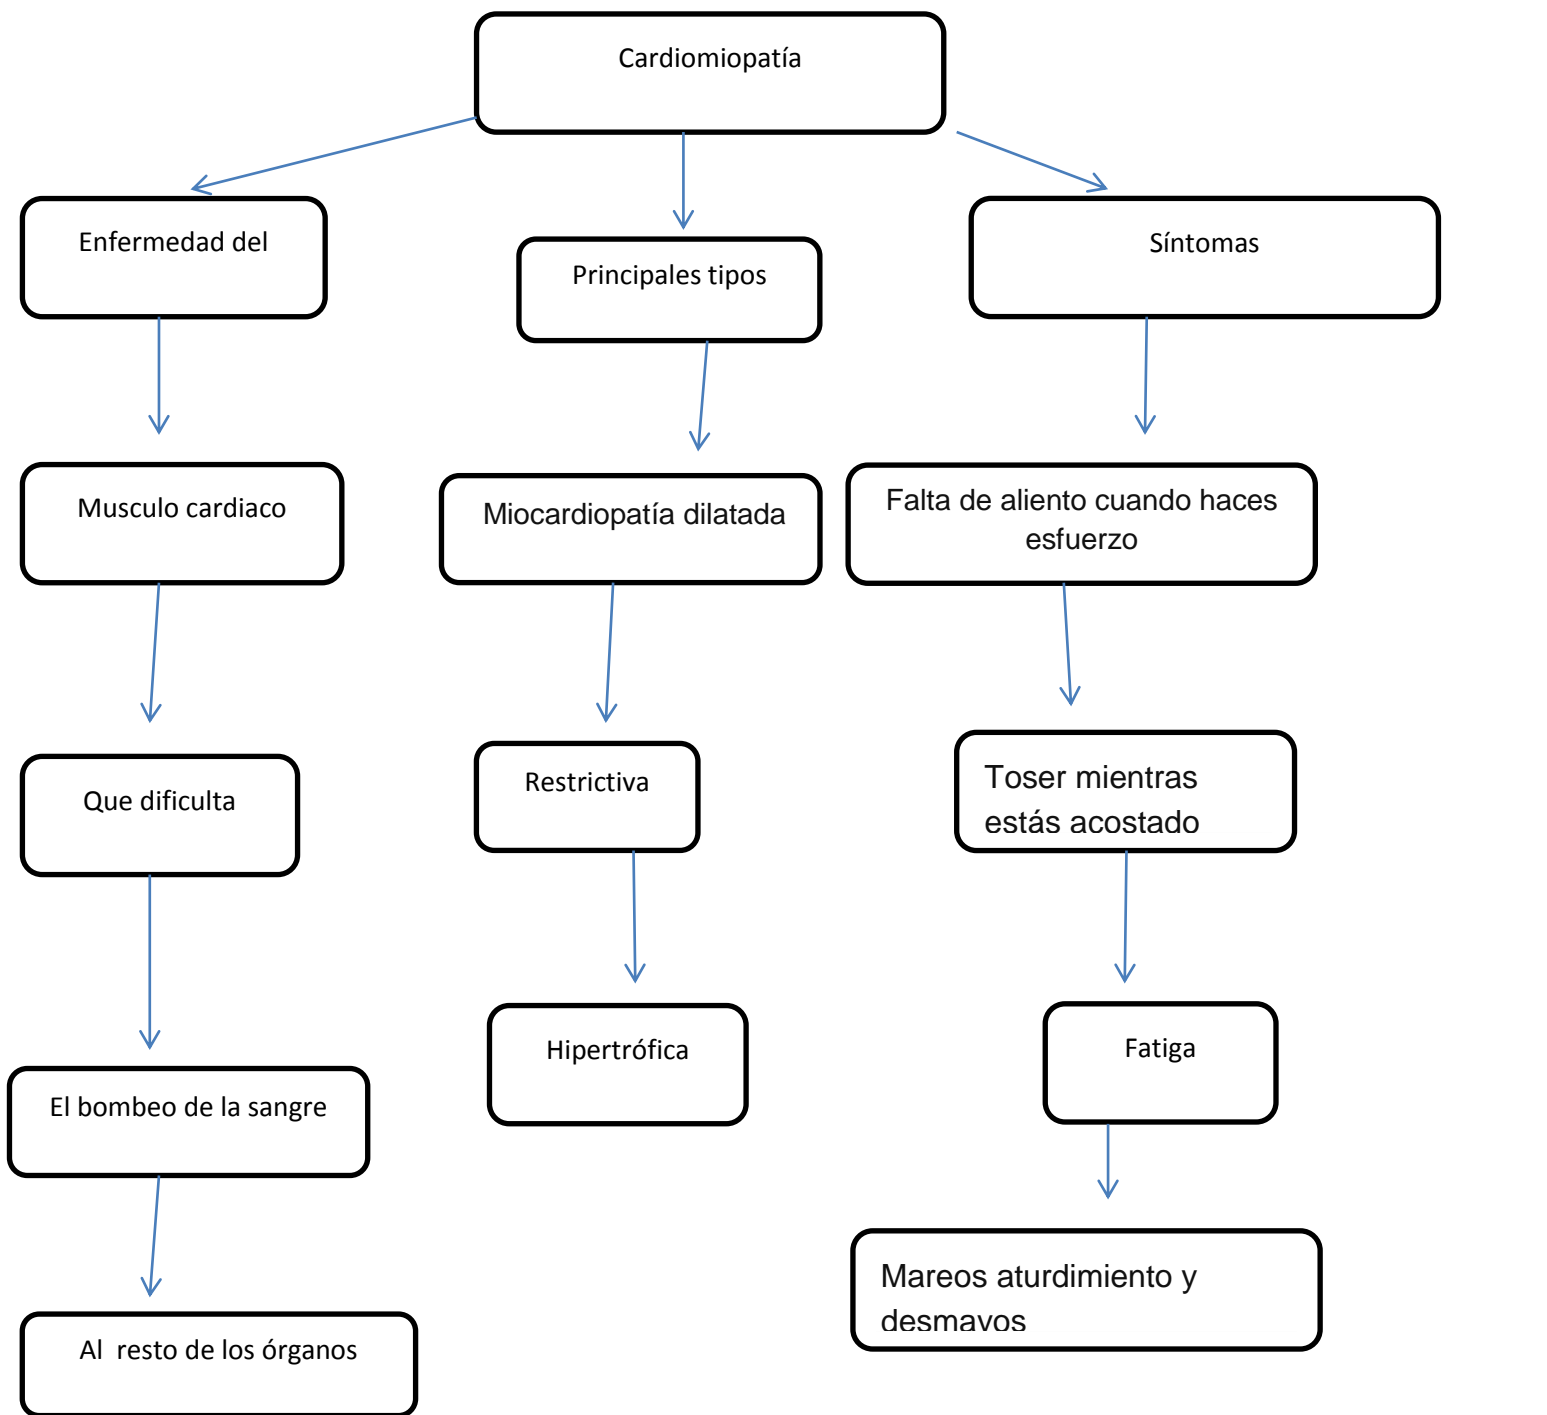 Cardiomiopatía
Enfermedad del
Principales tipos
Síntomas
Musculo cardiaco
Miocardiopatía dilatada
Falta de aliento cuando haces
esfuerzo
Que dificulta
Restrictiva
Toser mientras
estás acostado
El bombeo de la sangre
Hipertrófica
Fatiga
Al  resto de los órganos
Mareos aturdimiento y
desmayos